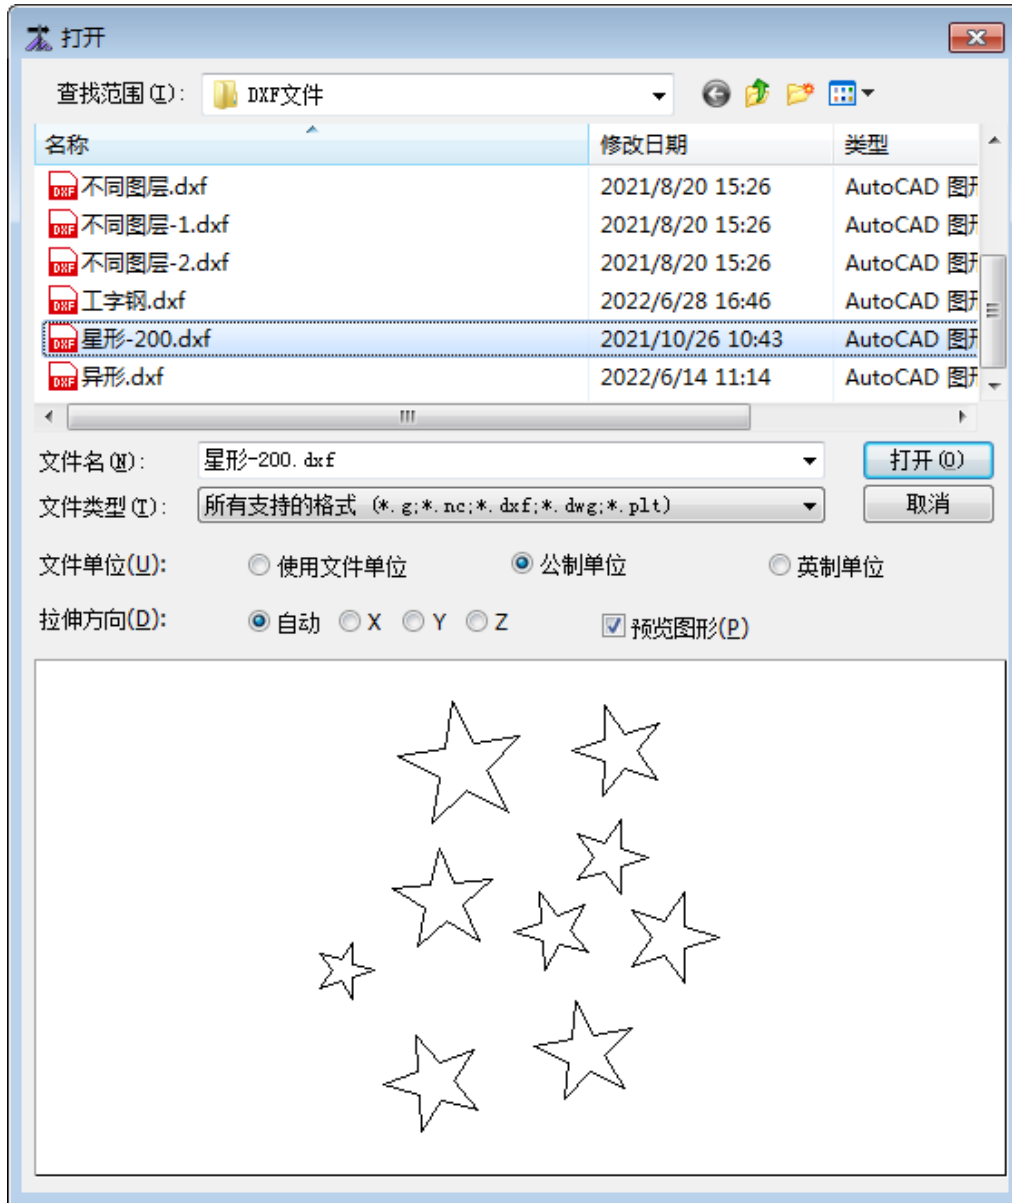 打开
查找范围(I): DXF文件
名称 修改日期 类型
不同图层.dxf 2021/8/20 15:26 AutoCAD 图
不同图层-1.dxf 2021/8/20 15:26 AutoCAD 图
不同图层-2.dxf 2021/8/20 15:26 AutoCAD 图
工字钢.dxf 2022/6/28 16:46 AutoCAD 图
星形-200.dxf 2021/10/26 10:43 AutoCAD 图
异形.dxf 2022/6/14 11:14 AutoCAD 图
文件名(N): 星形-200.dxf 打开(O)
文件类型(T): 所有支持的格式 (*.g;*.nc;*.dxf;*.dwg;*.plt) 取消
文件单位(U): 使用文件单位 公制单位 英制单位
拉伸方向(D): 自动 X Y Z 预览图形(P)